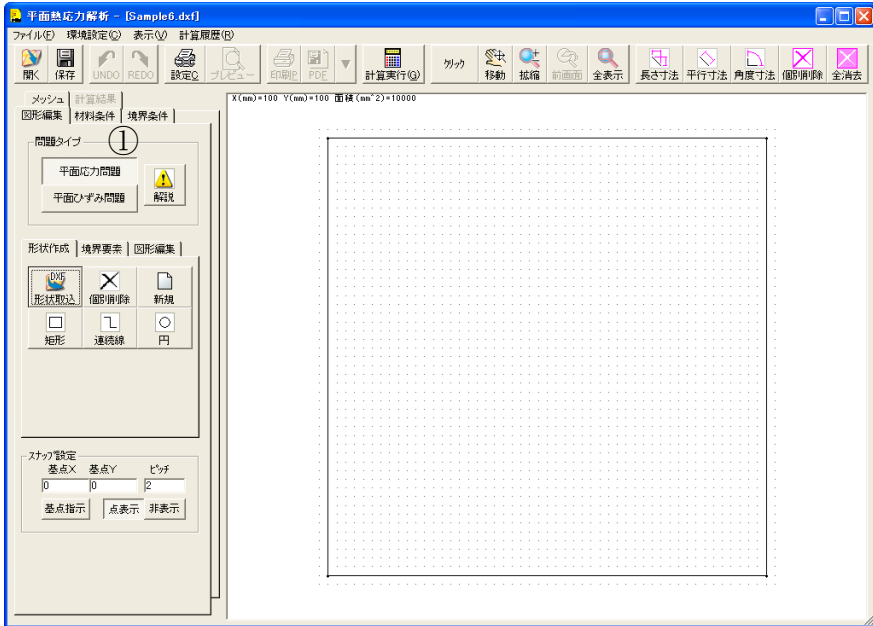 平面熱応力解析 - [Sample6.dxf]
ファイル(F) 環境設定(C) 表示(V) 計算履歴(R)
開く 保存 UNDO REDO 設定Q プレビュー 印刷P PDF 計算実行(G) クリック 移動 拡縮 前画面 全表示 長さ寸法 平行寸法 角度寸法 個別削除 全消去
メッシュ 計算結果
図形編集 材料条件 境界条件
X(mm)=100 Y(mm)=100 面積(mm^2)=10000
問題タイプ ①
平面応力問題
平面ひずみ問題
解説
形状作成 境界要素 図形編集
DXF
形状取込 個別削除 新規
矩形 連続線 円
スナップ設定
基点X 基点Y ピッチ
0 0 2
基点指示 点表示 非表示